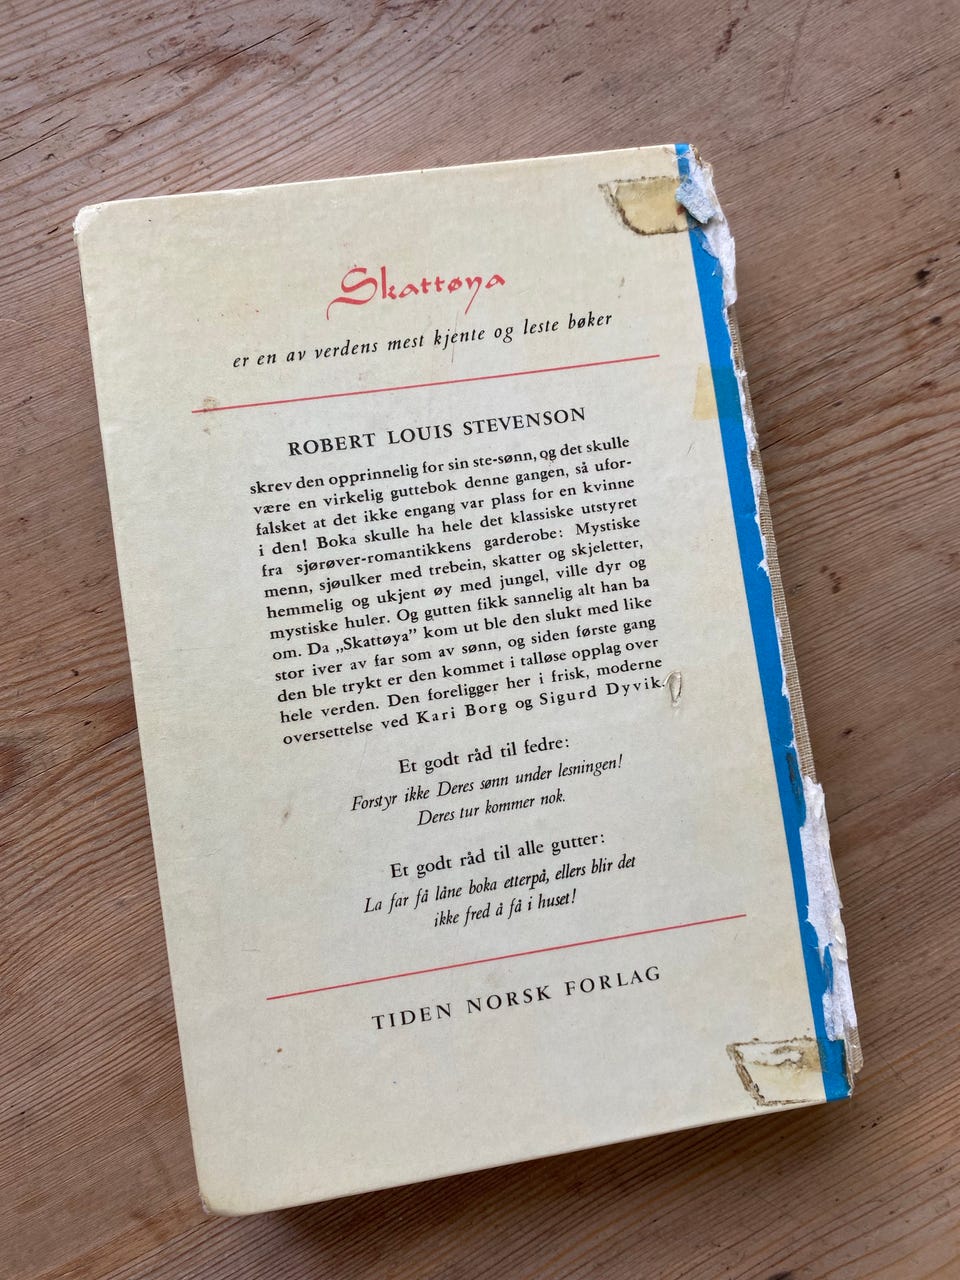 Skattøya
er en av verdens mest kjente og leste bøker
ROBERT LOUIS STEVENSON
skrev den opprinnelig for sin ste-sønn, og det skulle
være en virkelig guttebok denne gangen, så ufor-
falsket at det ikke engang var plass for en kvinne
i den! Boka skulle ha hele det klassiske utstyret
fra sjørøver-romantikkens garderobe: Mystiske
menn, sjøulker med trebein, skatter og skjeletter,
hemmelig og ukjent øy med jungel, ville dyr og
mystiske huler. Og gutten fikk sannelig alt han ba
om. Da „Skattøya” kom ut ble den slukt med like
stor iver av far som av sønn, og siden første gang
den ble trykt er den kommet i talløse opplag over
hele verden. Den foreligger her i frisk, moderne
oversettelse ved Kari Borg og Sigurd Dyvik.
Et godt råd til fedre:
Forstyr ikke Deres sønn under lesningen!
Deres tur kommer nok.
Et godt råd til alle gutter:
La far få låne boka etterpå, ellers blir det
ikke fred å få i huset!
TIDEN NORSK FORLAG